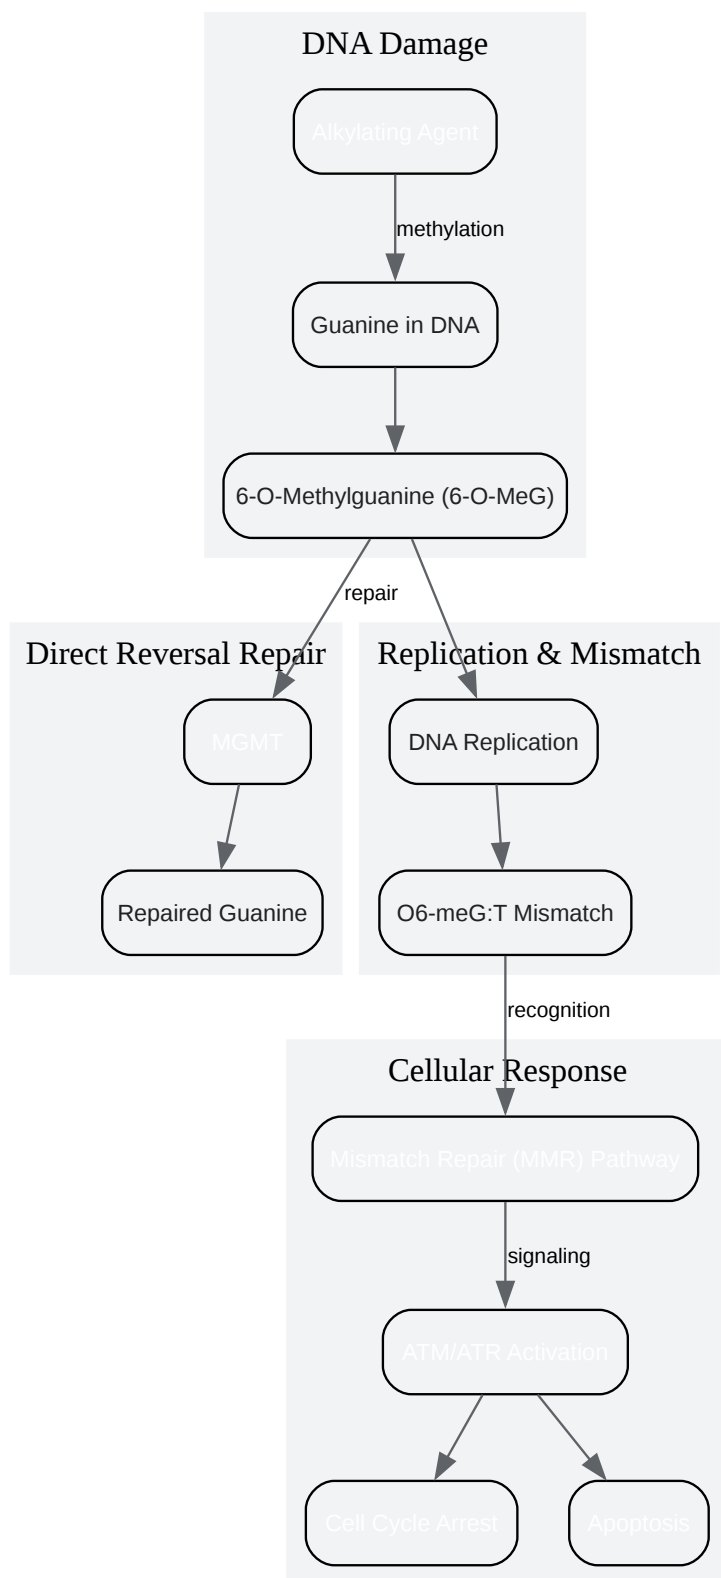 DNA Damage
Alkylating Agent
methylation
Guanine in DNA
6-O-Methylguanine (6-O-MeG)
repair
Direct Reversal Repair
Replication & Mismatch
MGMT
DNA Replication
Repaired Guanine
O6-meG:T Mismatch
recognition
Cellular Response
Mismatch Repair (MMR) Pathway
signaling
ATM/ATR Activation
Cell Cycle Arrest
Apoptosis